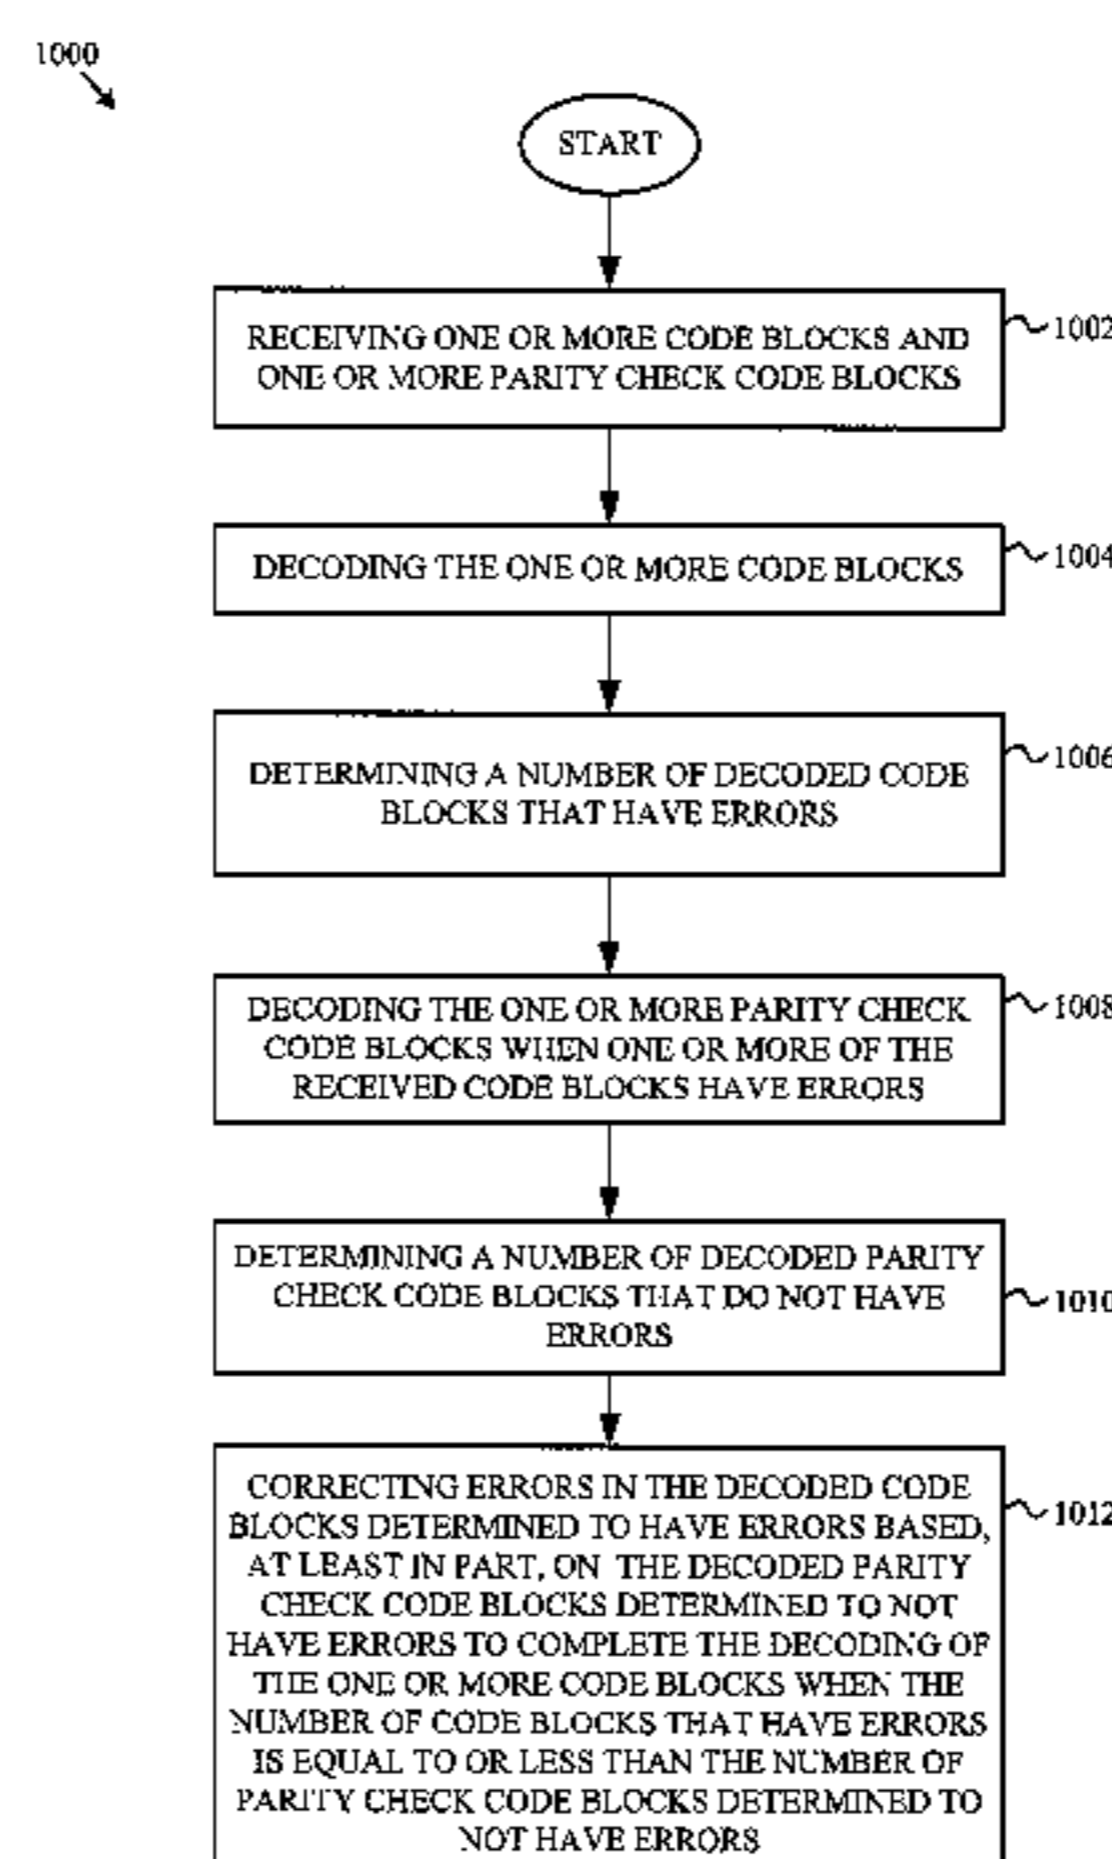 1000
START
RECEIVING ONE OR MORE CODE BLOCKS AND
ONE OR MORE PARITY CHECK CODE BLOCKS
1002
DECODING THE ONE OR MORE CODE BLOCKS
1004
DETERMINING A NUMBER OF DECODED CODE
BLOCKS THAT HAVE ERRORS
1006
DECODING THE ONE OR MORE PARITY CHECK
CODE BLOCKS WHEN ONE OR MORE OF THE
RECEIVED CODE BLOCKS HAVE ERRORS
1008
DETERMINING A NUMBER OF DECODED PARITY
CHECK CODE BLOCKS THAT DO NOT HAVE
ERRORS
1010
CORRECTING ERRORS IN THE DECODED CODE
BLOCKS DETERMINED TO HAVE ERRORS BASED,
AT LEAST IN PART, ON THE DECODED PARITY
CHECK CODE BLOCKS DETERMINED TO NOT
HAVE ERRORS TO COMPLETE THE DECODING OF
THE ONE OR MORE CODE BLOCKS WHEN THE
NUMBER OF CODE BLOCKS THAT HAVE ERRORS
IS EQUAL TO OR LESS THAN THE NUMBER OF
PARITY CHECK CODE BLOCKS DETERMINED TO
NOT HAVE ERRORS
1012